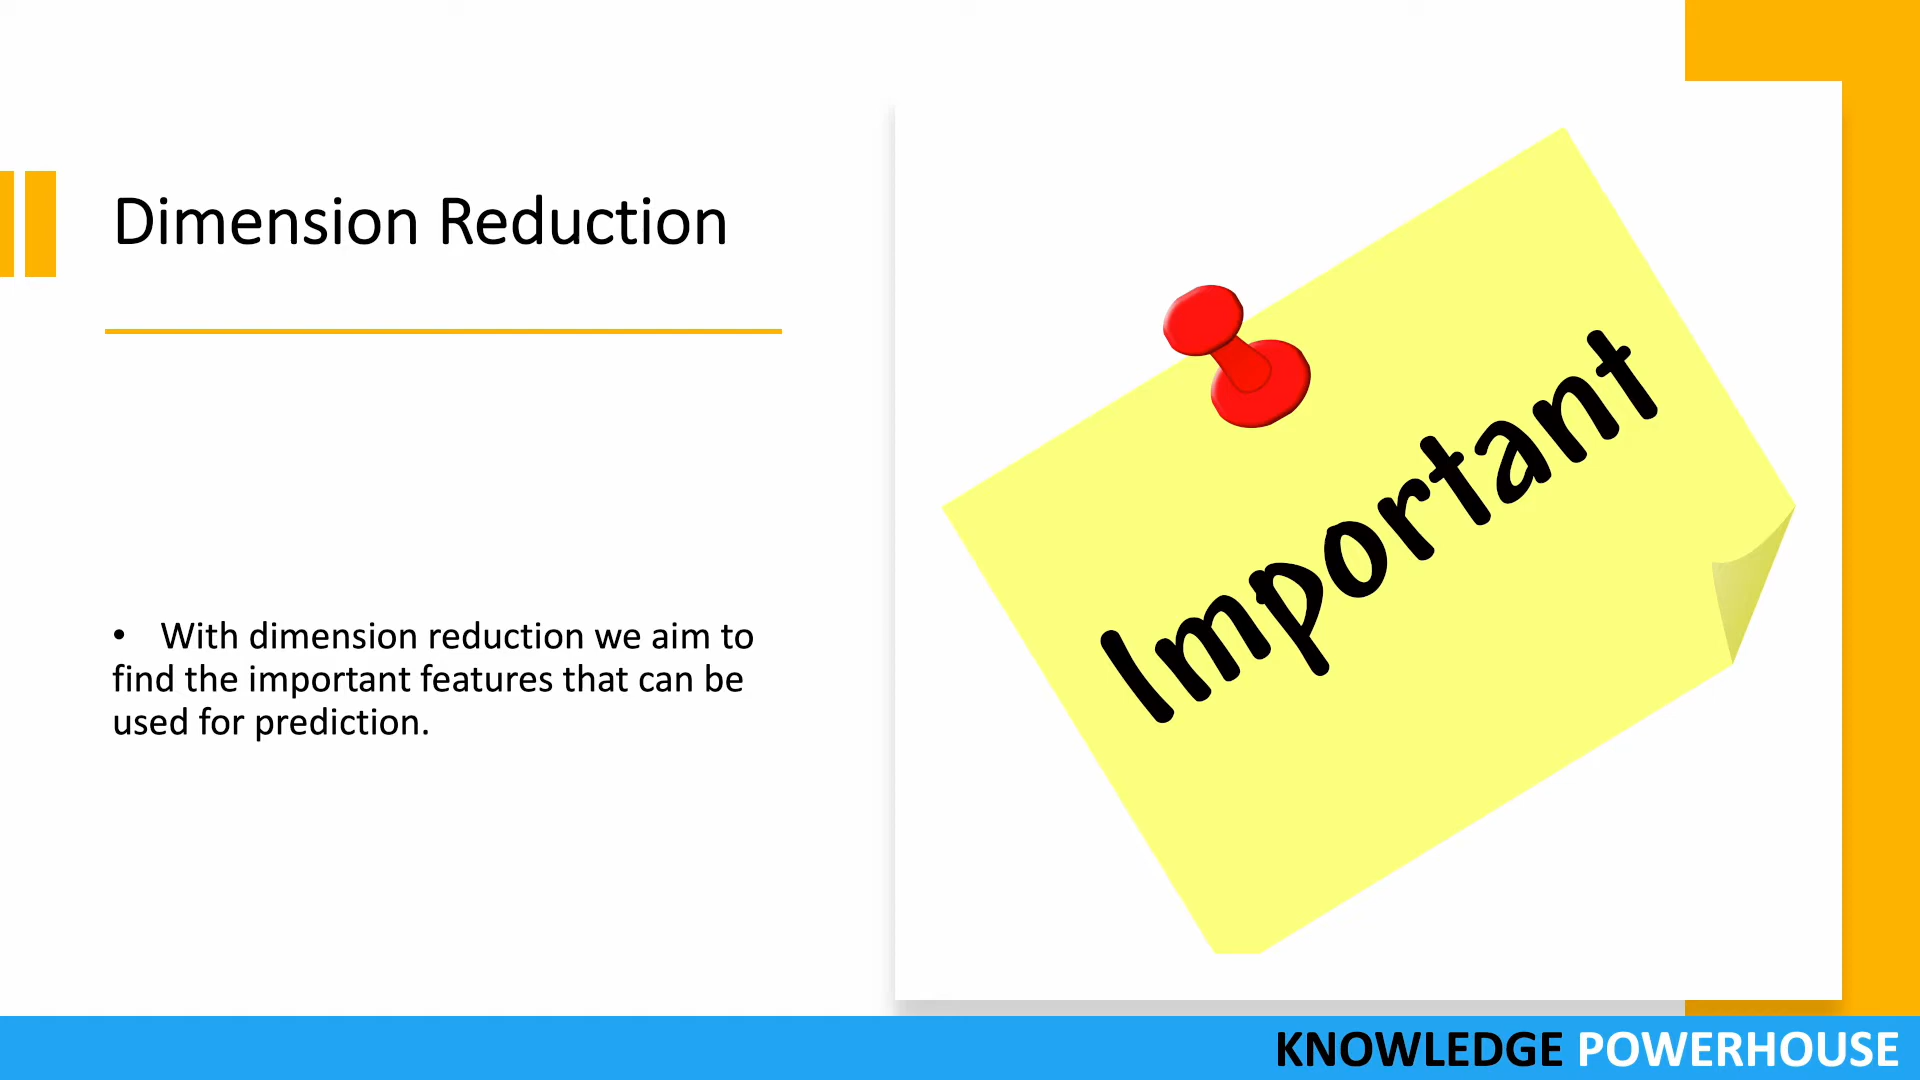 Dimension Reduction
• With dimension reduction we aim to
find the important features that can be
used for prediction.
Important
KNOWLEDGE POWERHOUSE